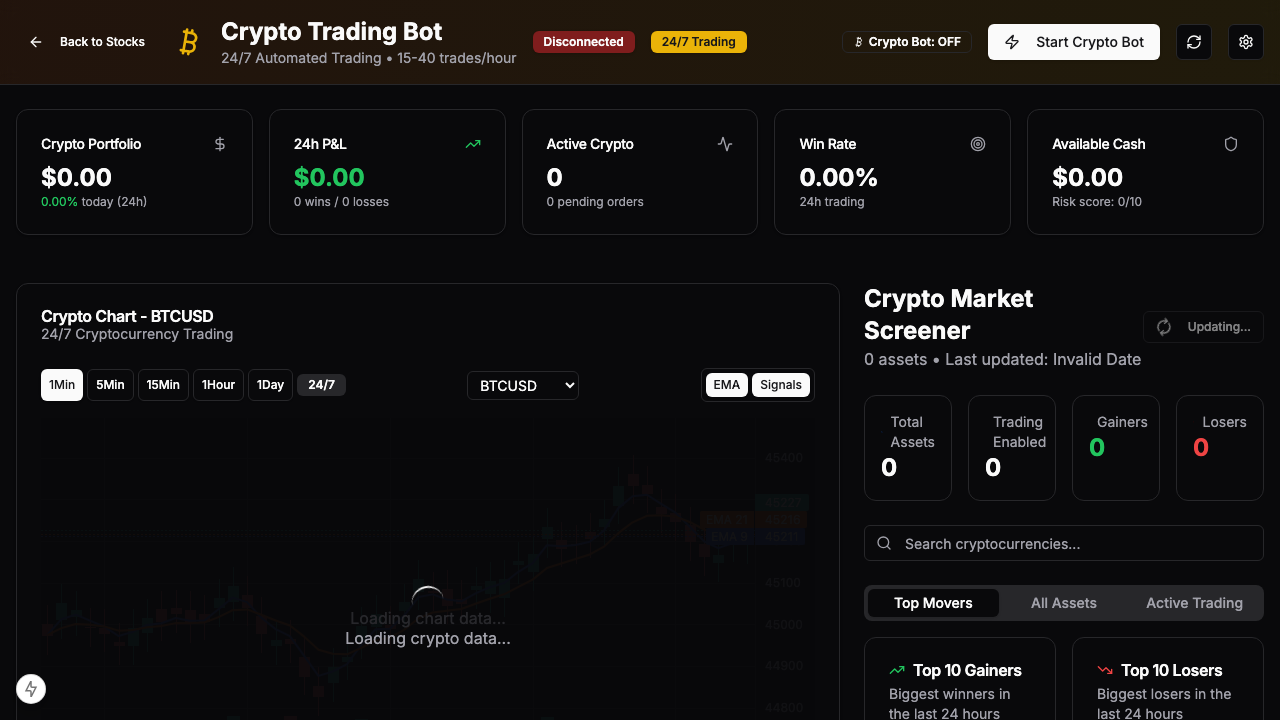 Back to Stocks
Crypto Trading Bot
24/7 Automated Trading • 15-40 trades/hour
Disconnected
24/7 Trading
Crypto Bot: OFF
Start Crypto Bot
Crypto Portfolio
$0.00
0.00% today (24h)
24h P&L
$0.00
0 wins / 0 losses
Active Crypto
0
0 pending orders
Win Rate
0.00%
24h trading
Available Cash
$0.00
Risk score: 0/10
Crypto Chart - BTCUSD
24/7 Cryptocurrency Trading
1Min
5Min
15Min
1Hour
1Day
24/7
BTCUSD
EMA
Signals
45400
45100
45000
44900
44800
Loading chart data...
Loading crypto data...
Crypto Market
Screener
0 assets • Last updated: Invalid Date
Updating...
Total
Assets
0
Trading
Enabled
0
Gainers
0
Losers
0
Search cryptocurrencies...
Top Movers
All Assets
Active Trading
Top 10 Gainers
Biggest winners in
the last 24 hours
Top 10 Losers
Biggest losers in the
last 24 hours